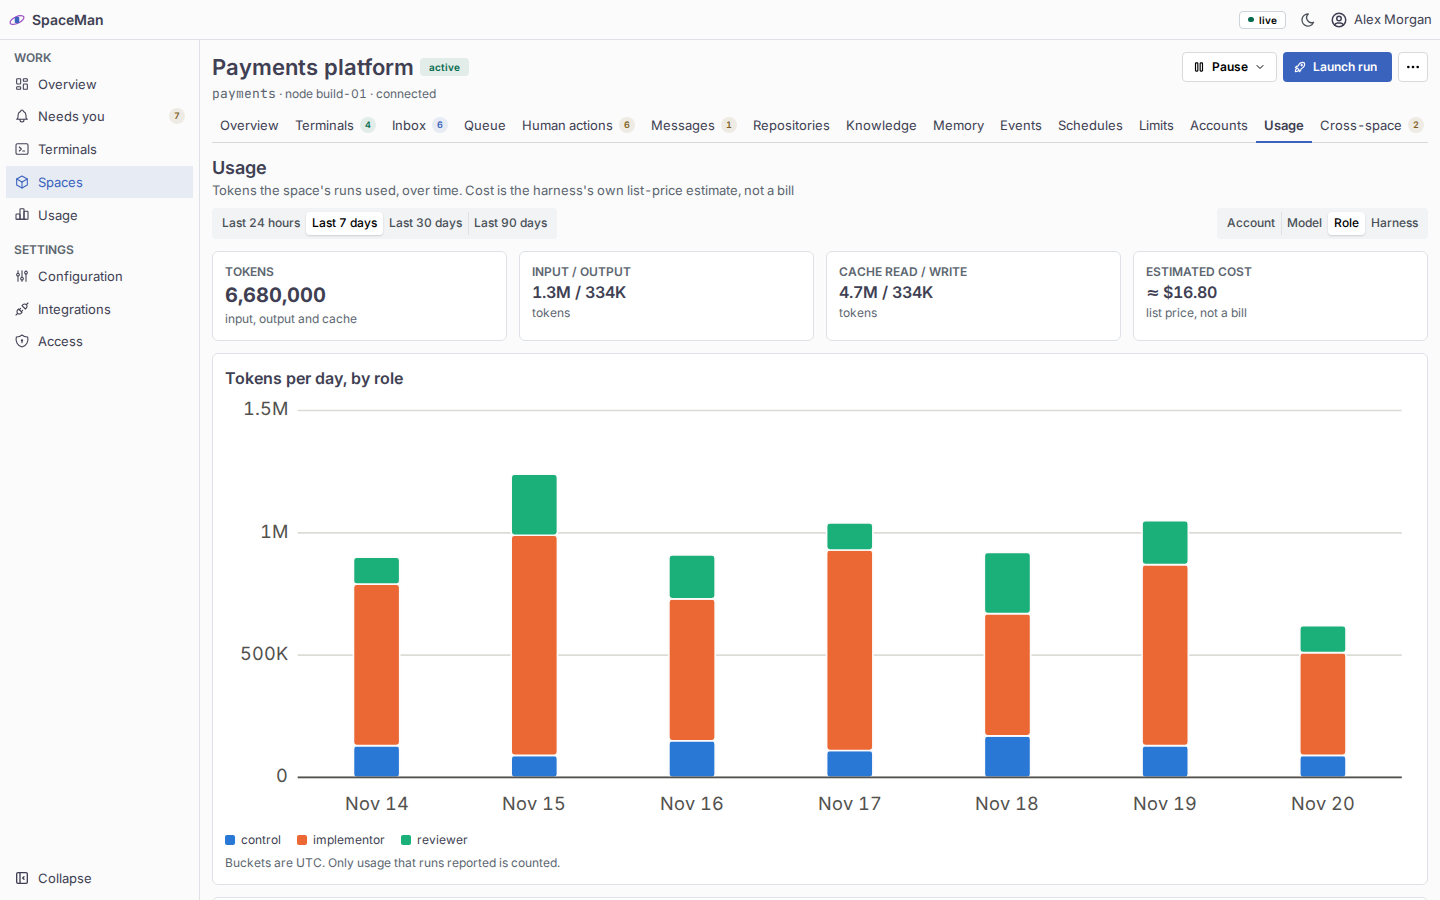 SpaceMan
live
Alex Morgan
WORK
Overview
Needs you 7
Terminals
Spaces
Usage
SETTINGS
Configuration
Integrations
Access
Collapse
Payments platform active
payments · node build-01 · connected
Pause
Launch run
Overview Terminals 4 Inbox 6 Queue Human actions 6 Messages 1 Repositories Knowledge Memory Events Schedules Limits Accounts Usage Cross-space 2
Usage
Tokens the space's runs used, over time. Cost is the harness's own list-price estimate, not a bill
Last 24 hours Last 7 days Last 30 days Last 90 days
Account Model Role Harness
TOKENS
6,680,000
input, output and cache
INPUT / OUTPUT
1.3M / 334K
tokens
CACHE READ / WRITE
4.7M / 334K
tokens
ESTIMATED COST
≈ $16.80
list price, not a bill
Tokens per day, by role
1.5M
1M
500K
0
Nov 14 Nov 15 Nov 16 Nov 17 Nov 18 Nov 19 Nov 20
control implementor reviewer
Buckets are UTC. Only usage that runs reported is counted.